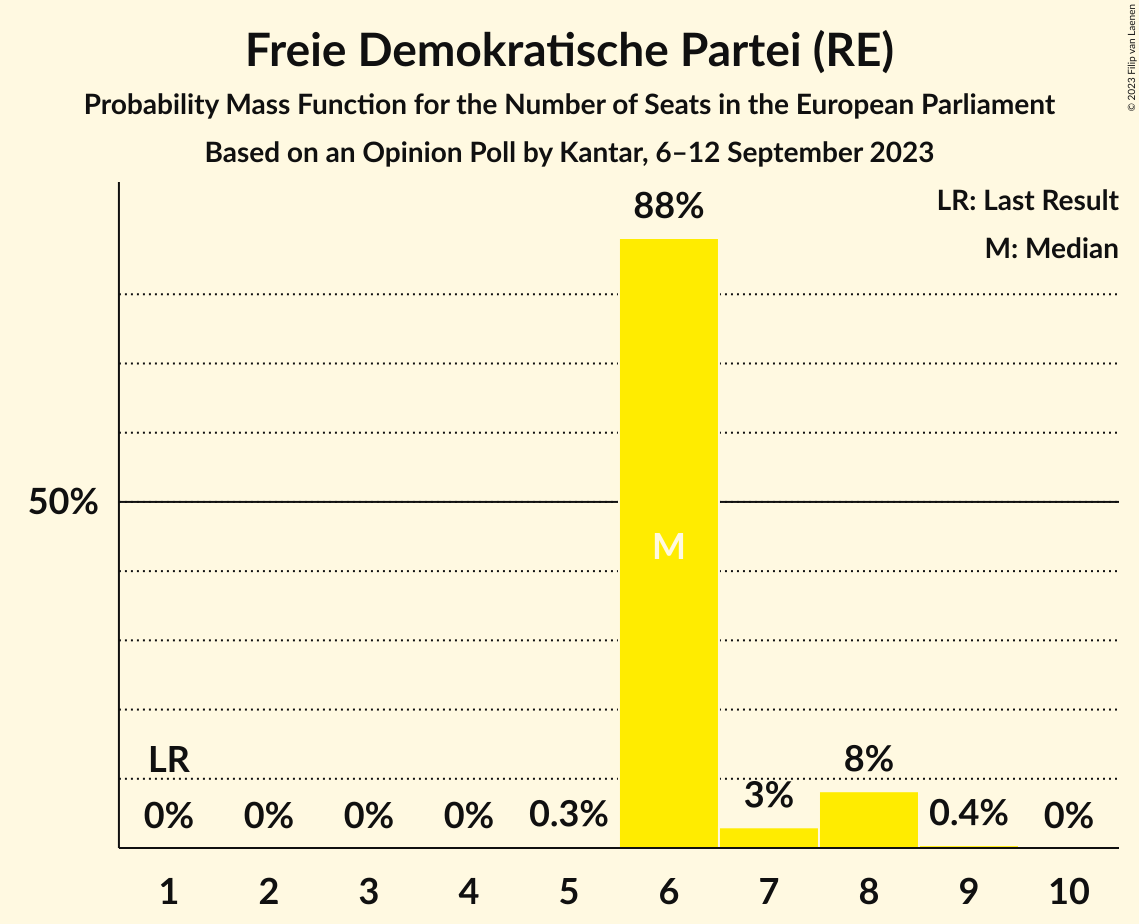 Freie Demokratische Partei (RE)
Probability Mass Function for the Number of Seats in the European Parliament
Based on an Opinion Poll by Kantar, 6–12 September 2023
© 2023 Filip van Laenen
LR: Last Result
M: Median
88%
50%
M
LR
0%
0%
0%
0%
0.3%
3%
8%
0.4%
0%
1
2
3
4
5
6
7
8
9
10